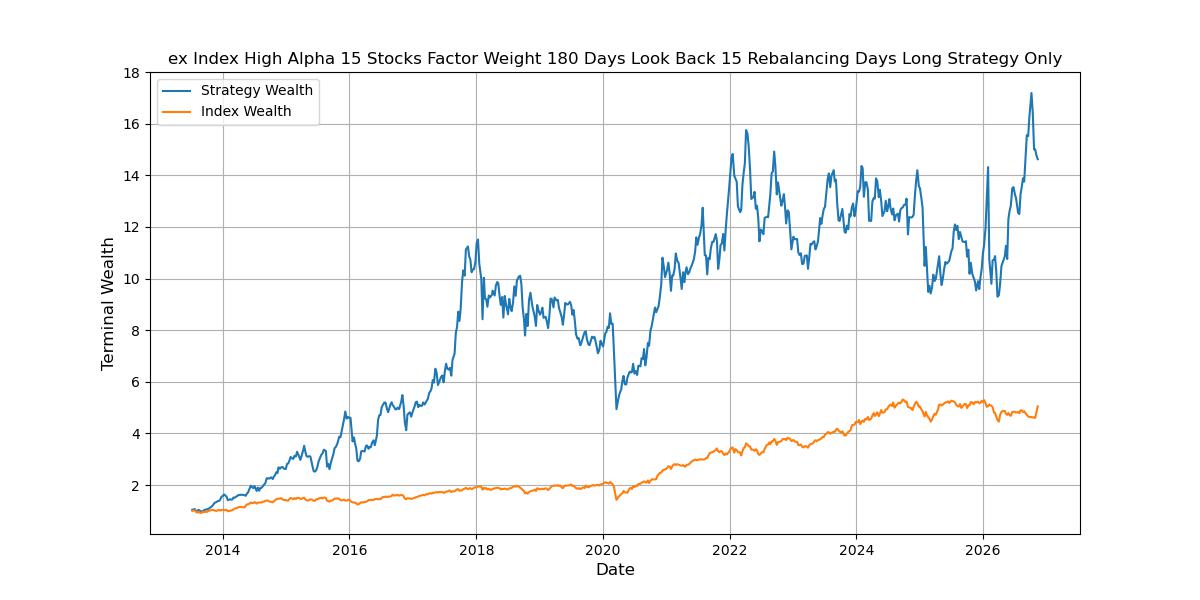 ex Index High Alpha 15 Stocks Factor Weight 180 Days Look Back 15 Rebalancing Days Long Strategy Only
Strategy Wealth
Index Wealth
Terminal Wealth
18
16
14
12
10
8
6
4
2
2014 2016 2018 2020 2022 2024 2026
Date